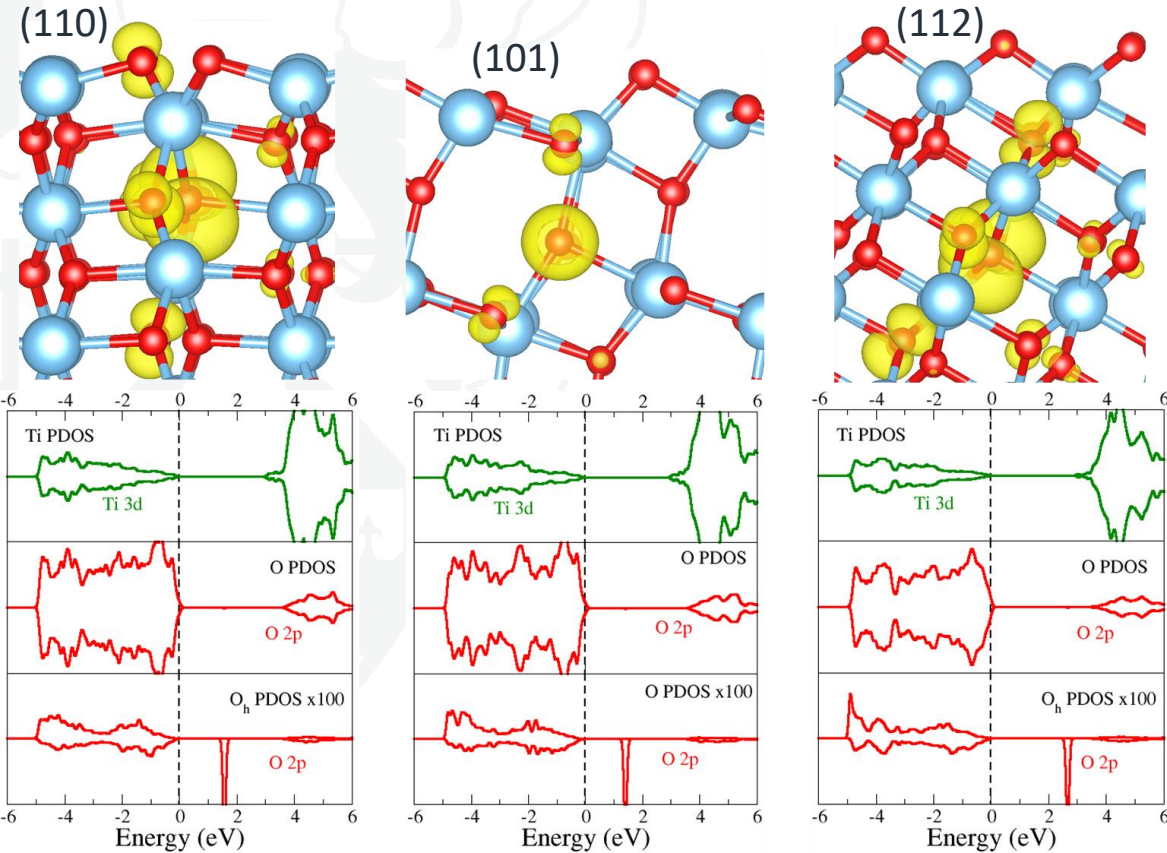 (110)
(101)
(112)
-6 -4 -2 0 2 4 6
Ti PDOS
Ti 3d
O PDOS
O 2p
Oₕ PDOS x100
O 2p
-6 -4 -2 0 2 4 6
Energy (eV)
-6 -4 -2 0 2 4 6
Ti PDOS
Ti 3d
O PDOS
O 2p
O PDOS x100
O 2p
-6 -4 -2 0 2 4 6
Energy (eV)
-6 -4 -2 0 2 4 6
Ti PDOS
Ti 3d
O PDOS
O 2p
Oₕ PDOS x100
O 2p
-6 -4 -2 0 2 4 6
Energy (eV)